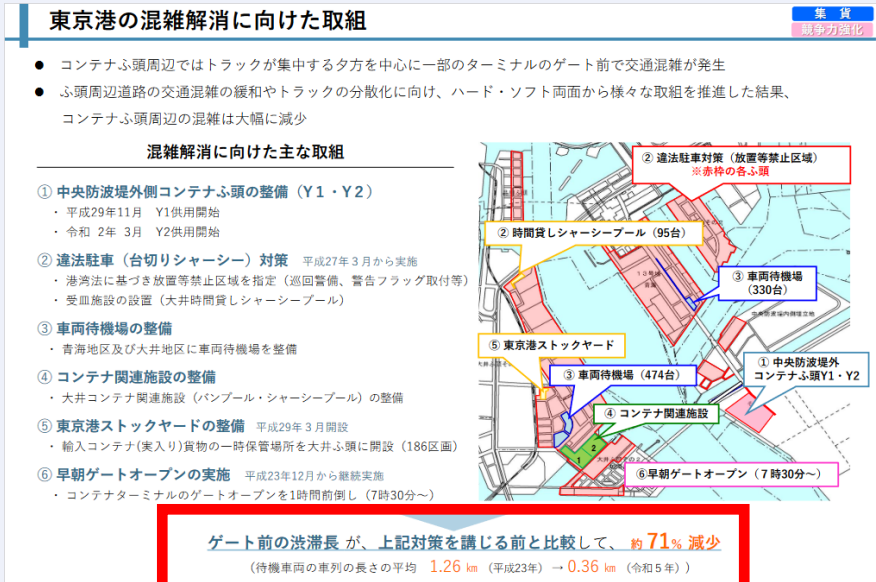 東京港の混雑解消に向けた取組
集 貨
競争力強化
● コンテナふ頭周辺ではトラックが集中する夕方を中心に一部のターミナルのゲート前で交通混雑が発生
● ふ頭周辺道路の交通混雑の緩和やトラックの分散化に向け、ハード・ソフト両面から様々な取組を推進した結果、
コンテナふ頭周辺の混雑は大幅に減少
混雑解消に向けた主な取組
① 中央防波堤外側コンテナふ頭の整備（Y１・Y２）
・ 平成29年11月 Y1供用開始
・ 令和 2年 3月 Y2供用開始
② 違法駐車（台切りシャーシー）対策 平成27年３月から実施
・ 港湾法に基づき放置等禁止区域を指定（巡回警備、警告フラッグ取付等）
・ 受皿施設の設置（大井時間貸しシャーシープール）
③ 車両待機場の整備
・ 青海地区及び大井地区に車両待機場を整備
④ コンテナ関連施設の整備
・ 大井コンテナ関連施設（バンプール・シャーシープール）の整備
⑤ 東京港ストックヤードの整備 平成29年３月開設
・ 輸入コンテナ(実入り)貨物の一時保管場所を大井ふ頭に開設（186区画）
⑥ 早朝ゲートオープンの実施 平成23年12月から継続実施
・ コンテナターミナルのゲートオープンを1時間前倒し（7時30分～）
② 違法駐車対策（放置等禁止区域）
※赤枠の各ふ頭
② 時間貸しシャーシープール（95台）
③ 車両待機場
（330台）
中央防波堤内側埋立地
⑤ 東京港ストックヤード
① 中央防波堤外
コンテナふ頭Y1・Y2
③ 車両待機場（474台）
④ コンテナ関連施設
2
1
⑥早朝ゲートオープン（７時30分～）
ゲート前の渋滞長 が、上記対策を講じる前と比較して、 約 71% 減少
（待機車両の車列の長さの平均 1.26 ㎞ （平成23年） → 0.36 ㎞ （令和５年））